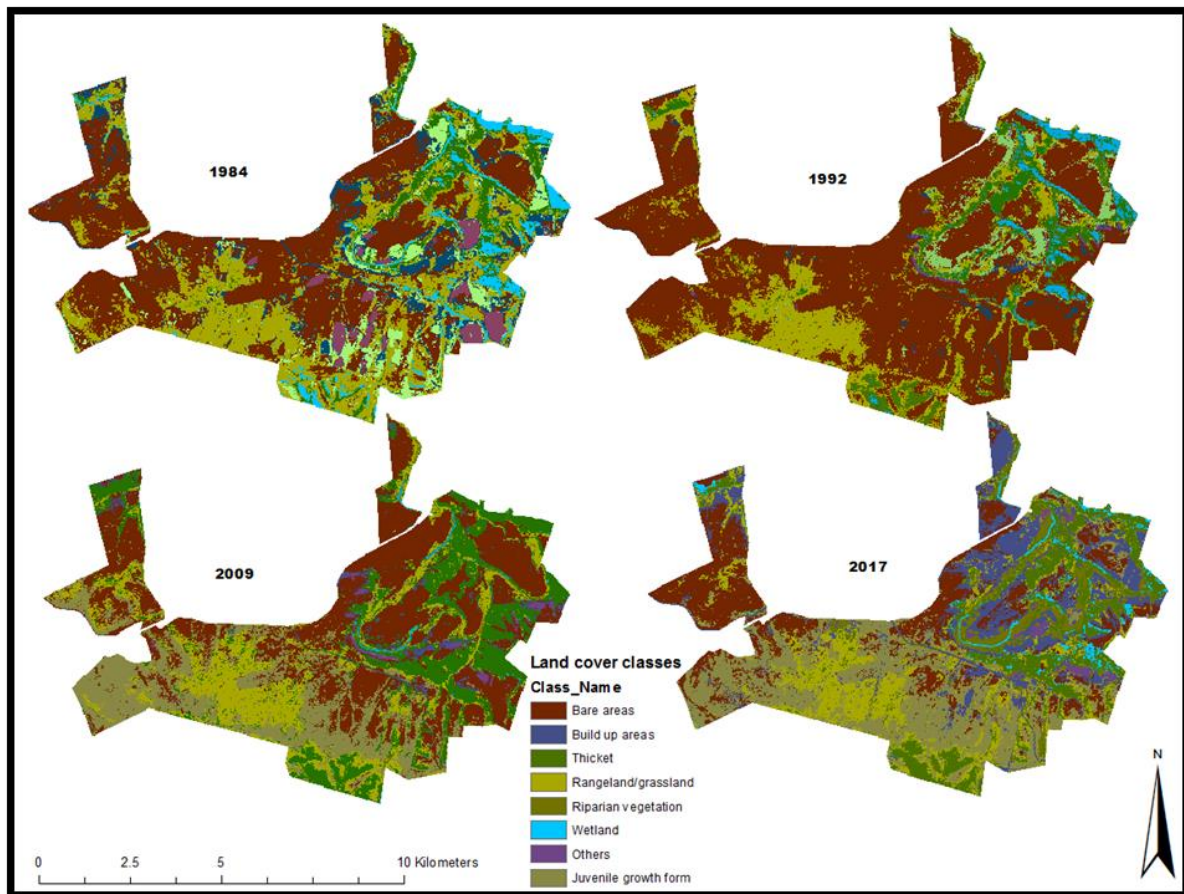 1984
1992
2009
2017
Land cover classes
Class_Name
Bare areas
Build up areas
Thicket
Rangeland/grassland
Riparian vegetation
Wetland
Others
Juvenile growth form
0 2.5 5 10 Kilometers
N